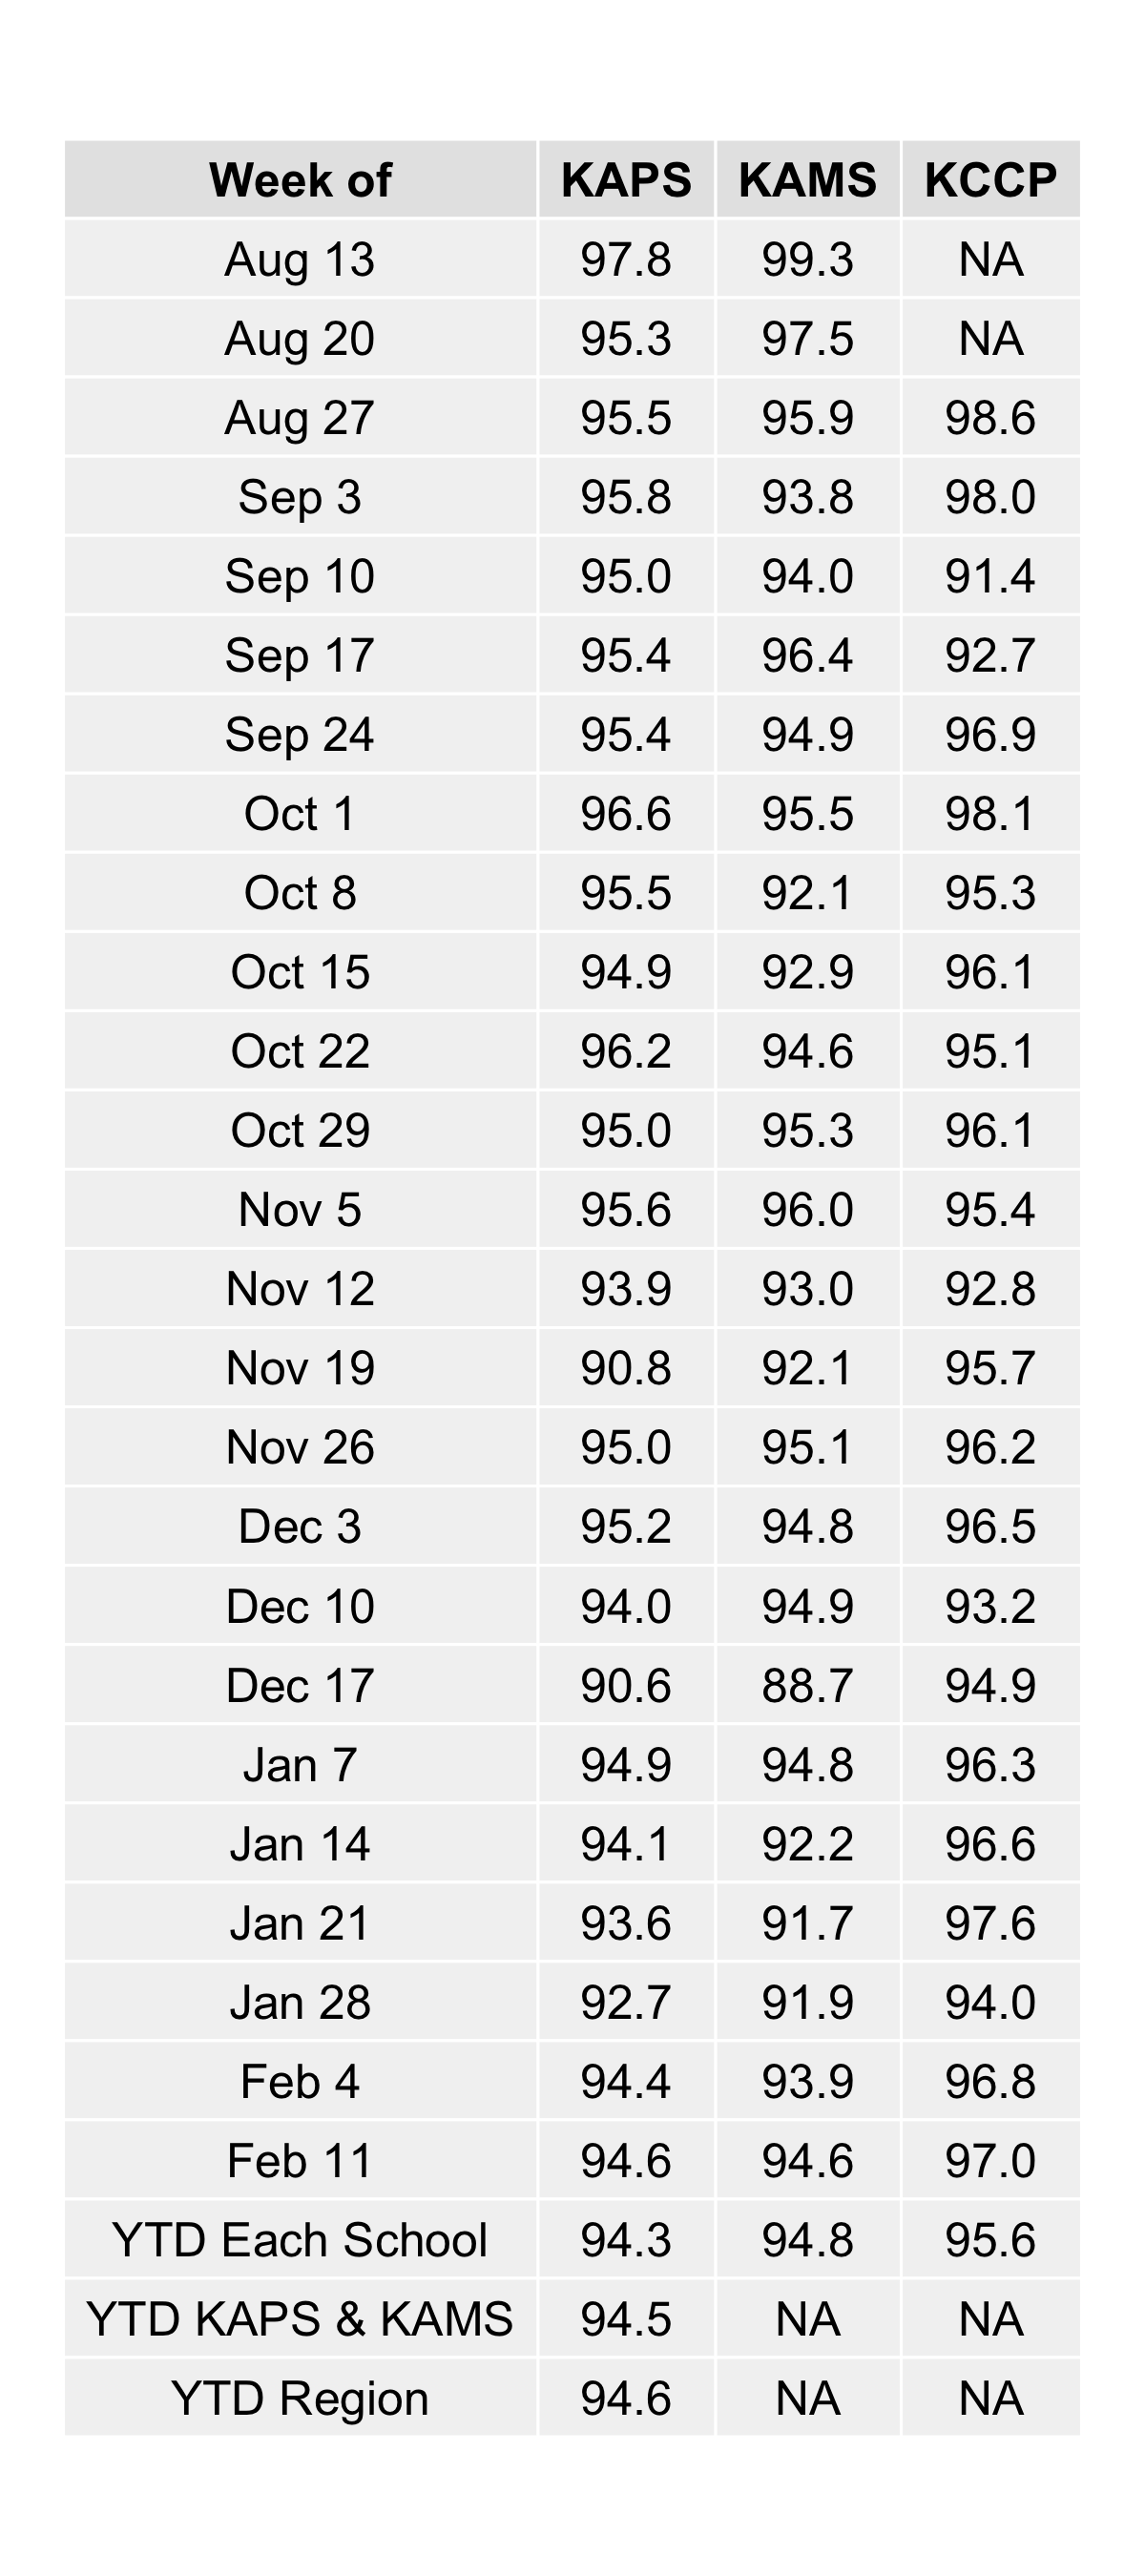 Week of KAPS KAMS KCCP
Aug 13 97.8 99.3 NA
Aug 20 95.3 97.5 NA
Aug 27 95.5 95.9 98.6
Sep 3 95.8 93.8 98.0
Sep 10 95.0 94.0 91.4
Sep 17 95.4 96.4 92.7
Sep 24 95.4 94.9 96.9
Oct 1 96.6 95.5 98.1
Oct 8 95.5 92.1 95.3
Oct 15 94.9 92.9 96.1
Oct 22 96.2 94.6 95.1
Oct 29 95.0 95.3 96.1
Nov 5 95.6 96.0 95.4
Nov 12 93.9 93.0 92.8
Nov 19 90.8 92.1 95.7
Nov 26 95.0 95.1 96.2
Dec 3 95.2 94.8 96.5
Dec 10 94.0 94.9 93.2
Dec 17 90.6 88.7 94.9
Jan 7 94.9 94.8 96.3
Jan 14 94.1 92.2 96.6
Jan 21 93.6 91.7 97.6
Jan 28 92.7 91.9 94.0
Feb 4 94.4 93.9 96.8
Feb 11 94.6 94.6 97.0
YTD Each School 94.3 94.8 95.6
YTD KAPS & KAMS 94.5 NA NA
YTD Region 94.6 NA NA